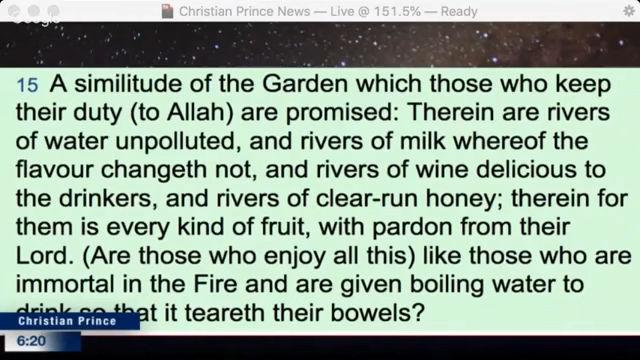 Christian Prince News — Live @ 151.5% — Ready
Google
15 A similitude of the Garden which those who keep
their duty (to Allah) are promised: Therein are rivers
of water unpolluted, and rivers of milk whereof the
flavour changeth not, and rivers of wine delicious to
the drinkers, and rivers of clear-run honey; therein for
them is every kind of fruit, with pardon from their
Lord. (Are those who enjoy all this) like those who are
immortal in the Fire and are given boiling water to
drink so that it teareth their bowels?
Christian Prince
6:20